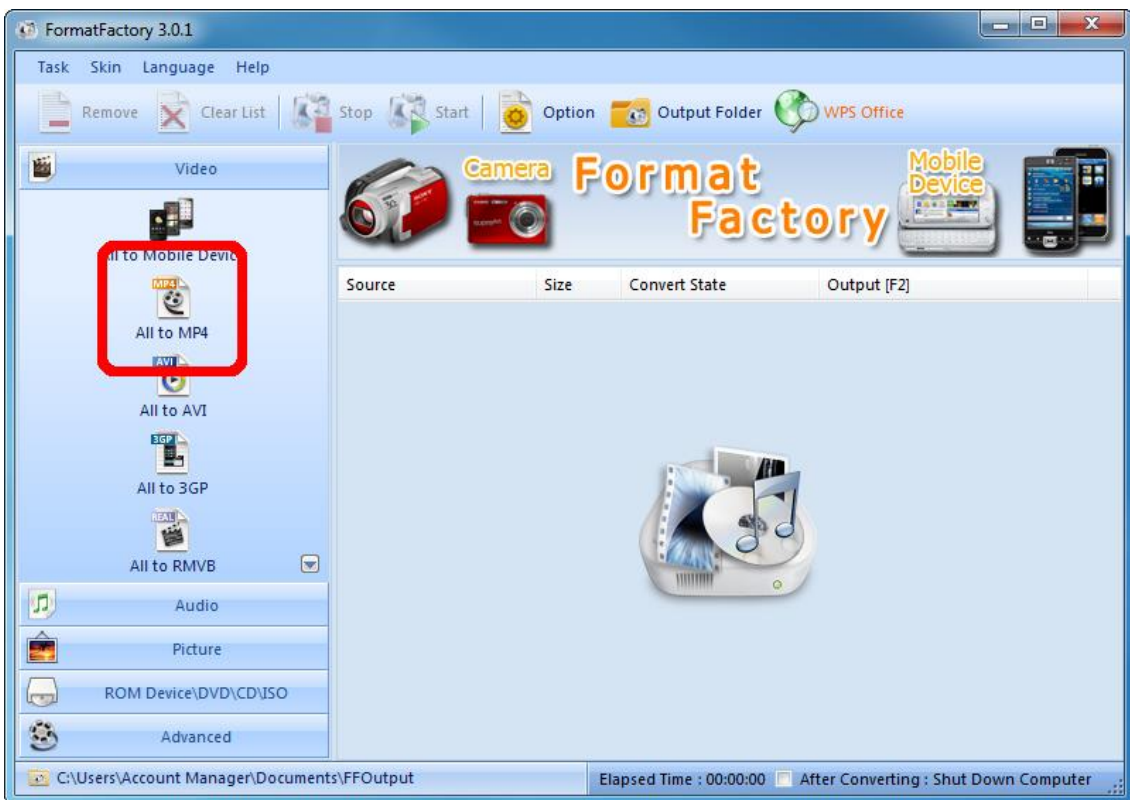 FormatFactory 3.0.1
Task Skin Language Help
Remove Clear List Stop Start Option Output Folder WPS Office
Video
All to Mobile Device
MP4
All to MP4
AVI
All to AVI
3GP
All to 3GP
REAL
All to RMVB
Audio
Picture
ROM Device\DVD\CD\ISO
Advanced
Camera
Format
Factory
Mobile
Device
SONY
Source Size Convert State Output [F2]
C:\Users\Account Manager\Documents\FFOutput
Elapsed Time : 00:00:00 After Converting : Shut Down Computer